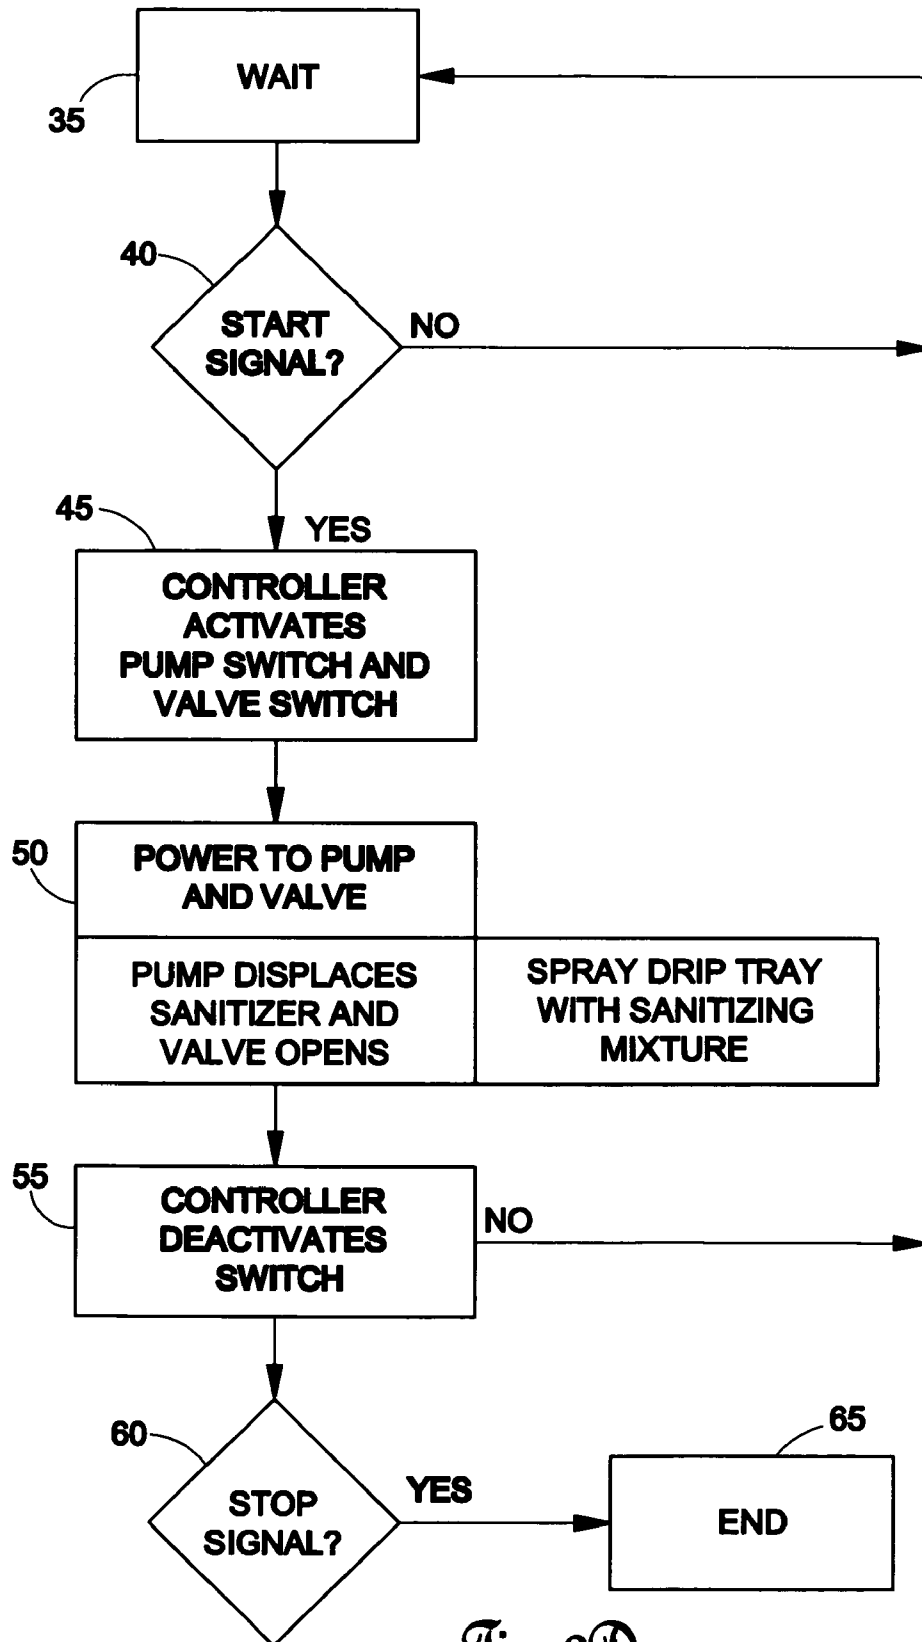 WAIT
35
40
START
SIGNAL?
NO
45
YES
CONTROLLER
ACTIVATES
PUMP SWITCH AND
VALVE SWITCH
50
POWER TO PUMP
AND VALVE
PUMP DISPLACES
SANITIZER AND
VALVE OPENS
SPRAY DRIP TRAY
WITH SANITIZING
MIXTURE
55
CONTROLLER
DEACTIVATES
SWITCH
NO
60
STOP
SIGNAL?
YES
65
END